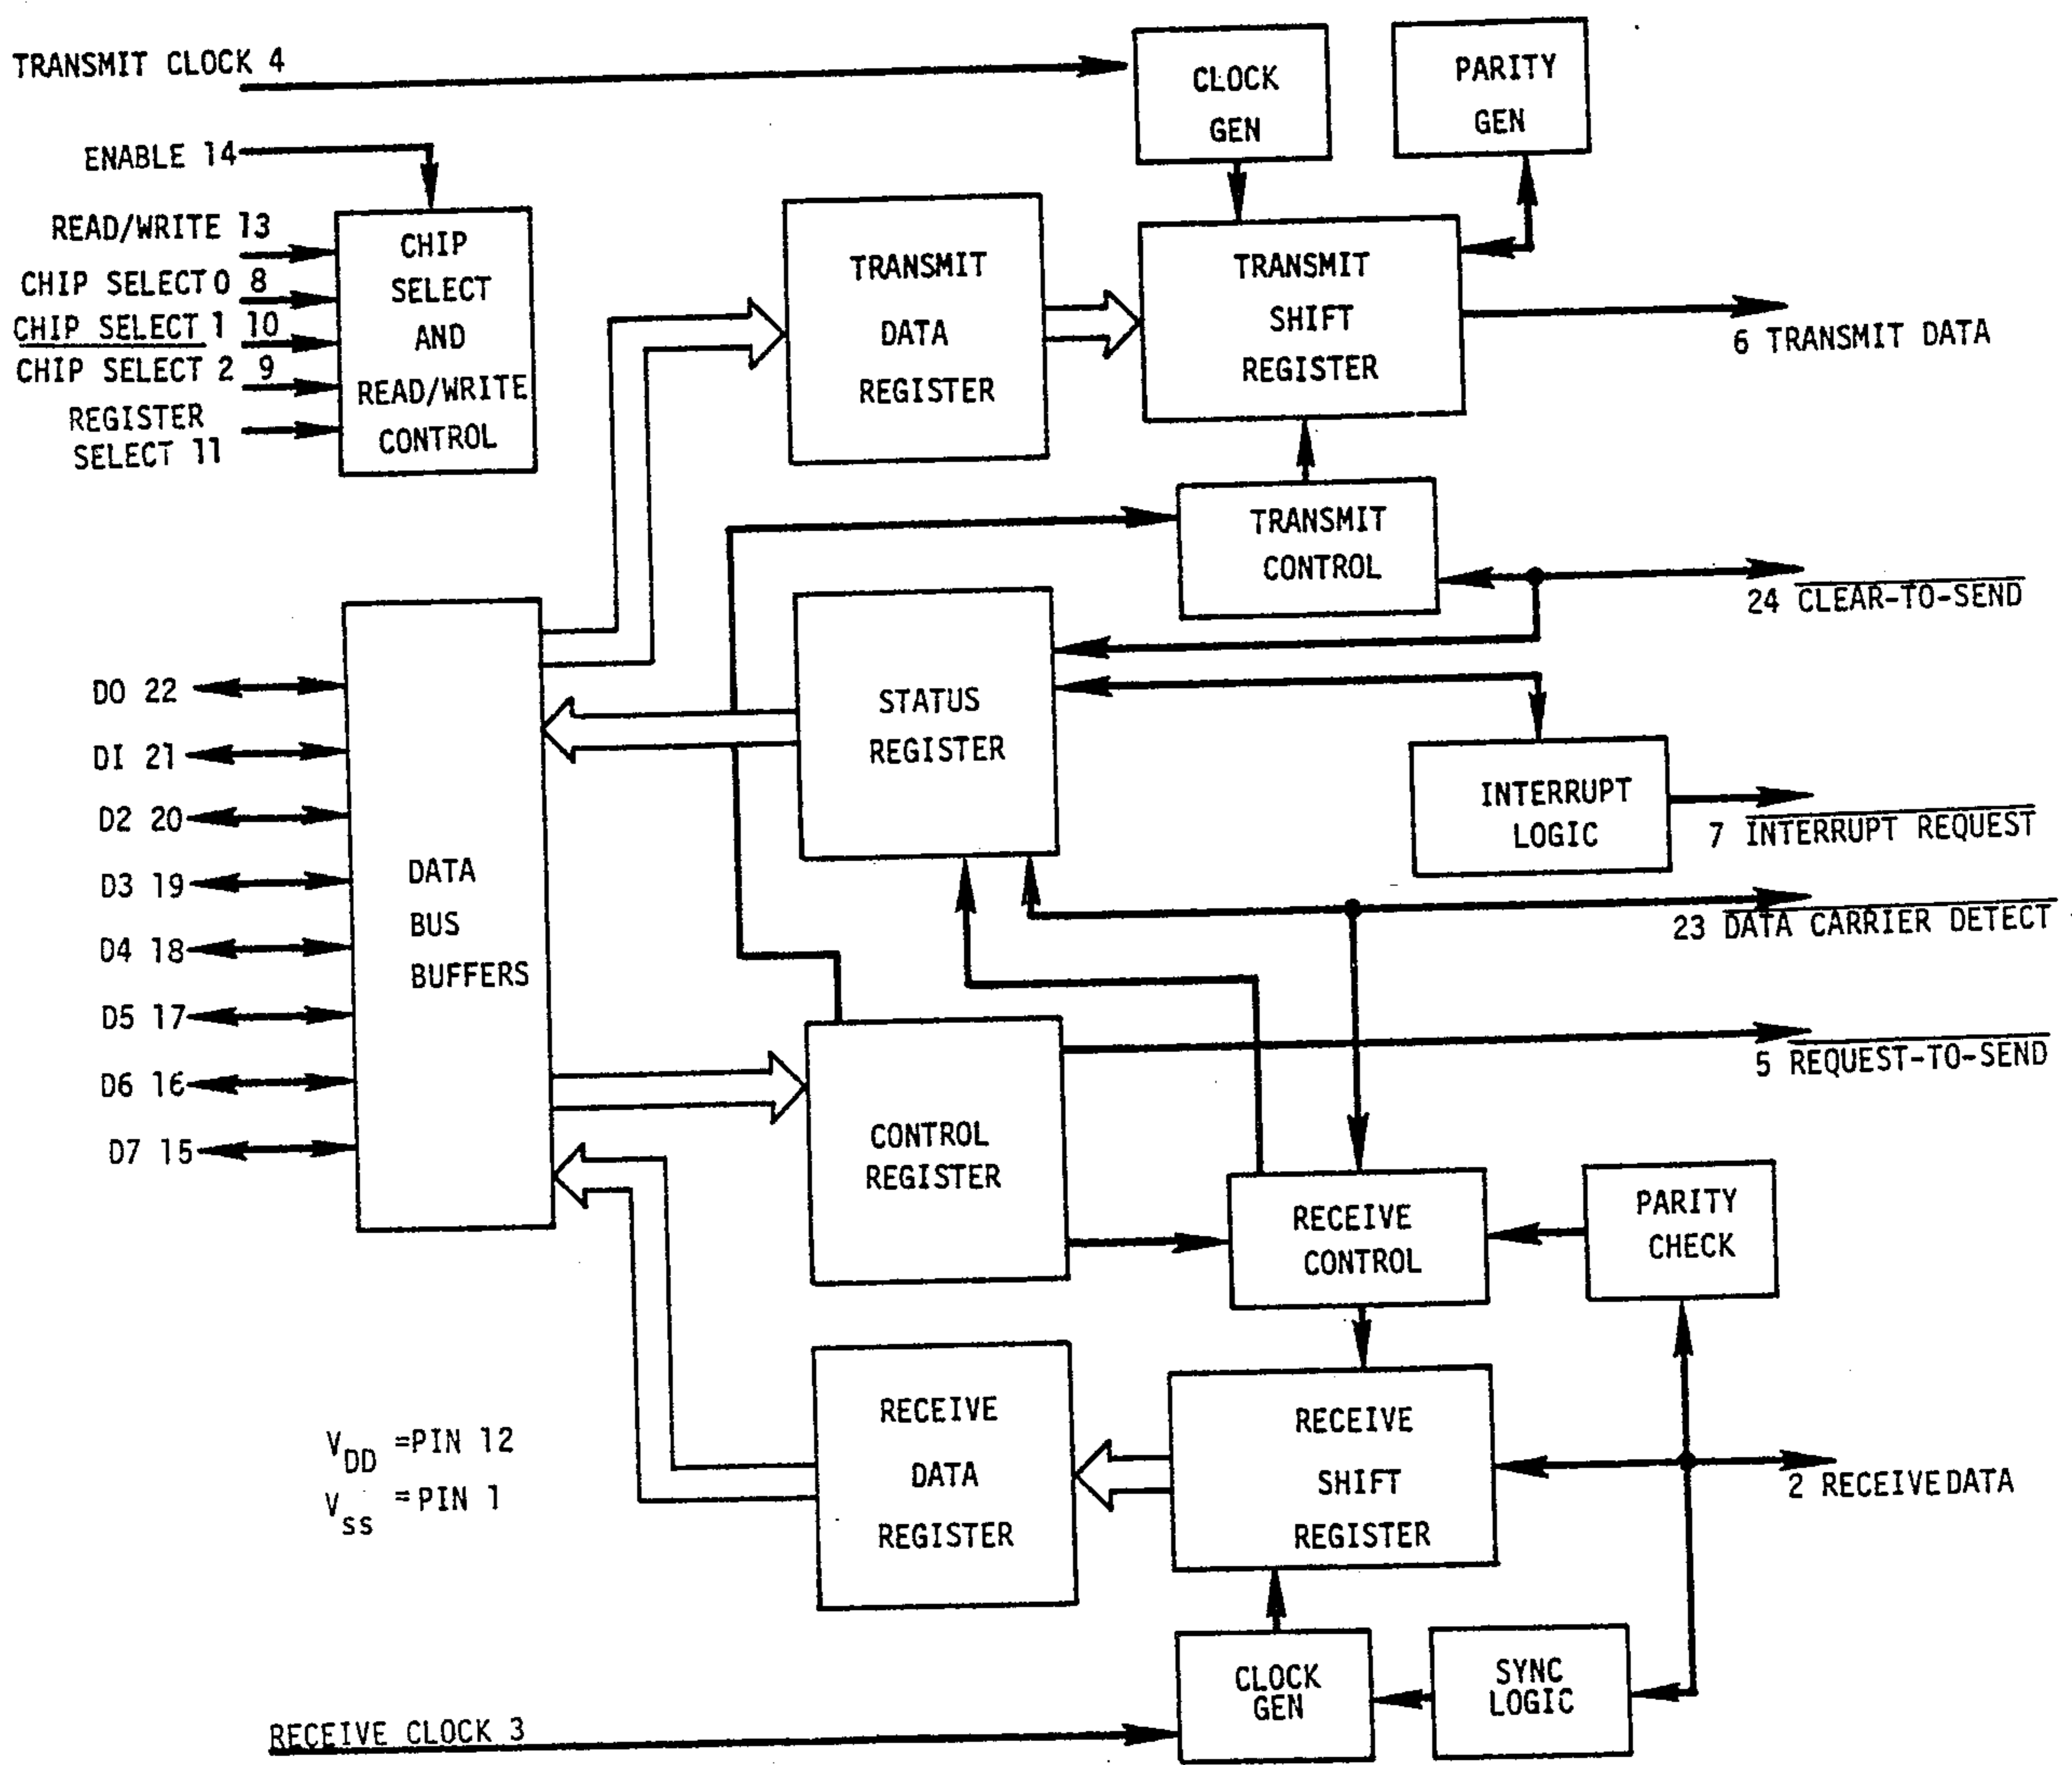 TRANSMIT CLOCK 4
CLOCK
GEN
PARITY
GEN
ENABLE 14
READ/WRITE 13
CHIP SELECT 0 8
CHIP SELECT 1 10
CHIP SELECT 2 9
REGISTER
SELECT 11
CHIP
SELECT
AND
READ/WRITE
CONTROL
TRANSMIT
DATA
REGISTER
TRANSMIT
SHIFT
REGISTER
6 TRANSMIT DATA
TRANSMIT
CONTROL
24 CLEAR-TO-SEND
STATUS
REGISTER
INTERRUPT
LOGIC
7 INTERRUPT REQUEST
23 DATA CARRIER DETECT
D0 22
DI 21
D2 20
D3 19
D4 18
D5 17
D6 16
D7 15
DATA
BUS
BUFFERS
5 REQUEST-TO-SEND
CONTROL
REGISTER
RECEIVE
CONTROL
PARITY
CHECK
RECEIVE
DATA
REGISTER
RECEIVE
SHIFT
REGISTER
2 RECEIVE DATA
VDD =PIN 12
Vss =PIN 1
CLOCK
GEN
SYNC
LOGIC
RECEIVE CLOCK 3